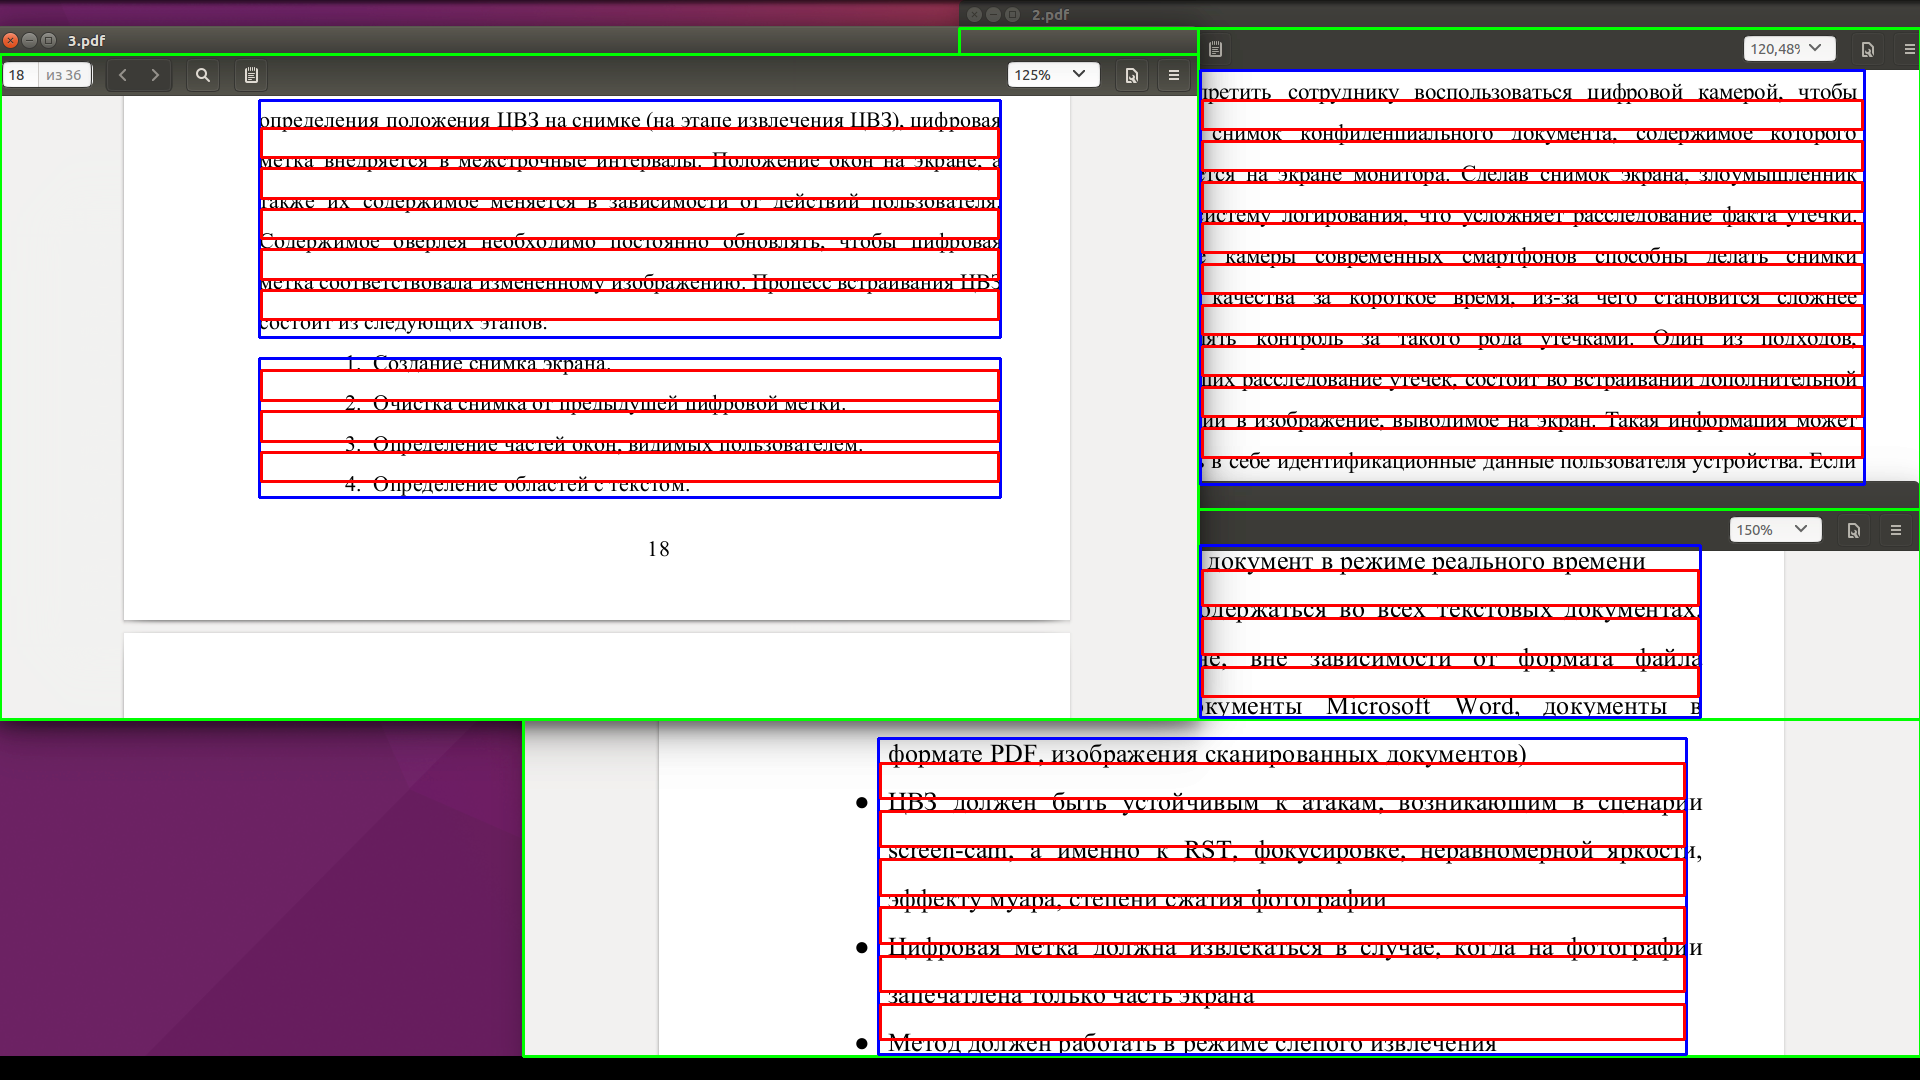 2.pdf
3.pdf
18 из 36
125%
120,48%
определения положения ЦВЗ на снимке (на этапе извлечения ЦВЗ), цифровая
метка внедряется в межстрочные интервалы. Положение окон на экране, а
также их содержимое меняется в зависимости от действий пользователя.
Содержимое оверлея необходимо постоянно обновлять, чтобы цифровая
метка соответствовала измененному изображению. Процесс встраивания ЦВЗ
состоит из следующих этапов.
1. Создание снимка экрана.
2. Очистка снимка от предыдущей цифровой метки.
3. Определение частей окон, видимых пользователем.
4. Определение областей с текстом.
18
претить сотруднику воспользоваться цифровой камерой, чтобы
снимок конфиденциального документа, содержимое которого
ется на экране монитора. Сделав снимок экрана, злоумышленник
систему логирования, что усложняет расследование факта утечки.
е камеры современных смартфонов способны делать снимки
качества за короткое время, из-за чего становится сложнее
лять контроль за такого рода утечками. Один из подходов,
щих расследование утечек, состоит во встраивании дополнительной
ии в изображение, выводимое на экран. Такая информация может
ь в себе идентификационные данные пользователя устройства. Если
150%
документ в режиме реального времени
одержаться во всех текстовых документах,
не, вне зависимости от формата файла
кументы Microsoft Word, документы в
формате PDF, изображения сканированных документов)
● ЦВЗ должен быть устойчивым к атакам, возникающим в сценарии
screen-cam, а именно к RST, фокусировке, неравномерной яркости,
эффекту муара, степени сжатия фотографии
● Цифровая метка должна извлекаться в случае, когда на фотографии
запечатлена только часть экрана
● Метод должен работать в режиме слепого извлечения